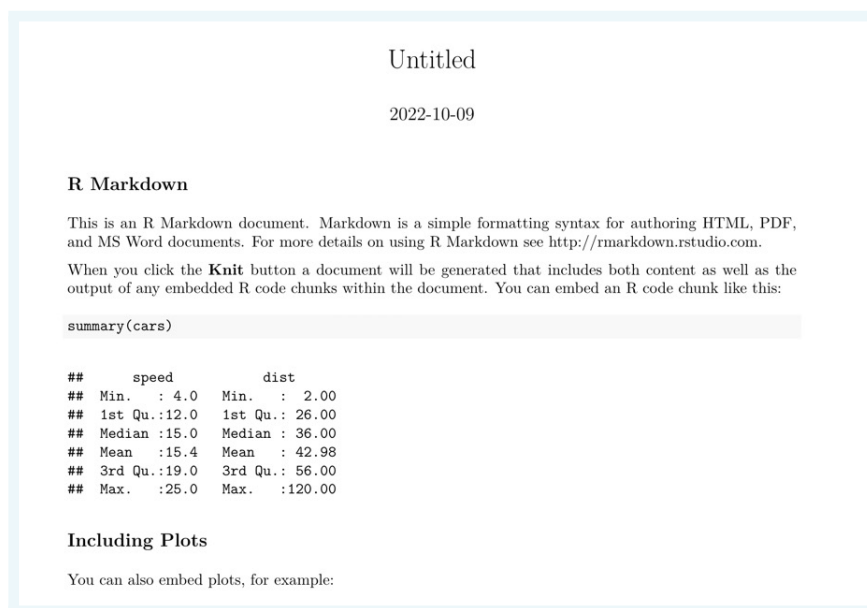 Untitled
2022-10-09
R Markdown
This is an R Markdown document. Markdown is a simple formatting syntax for authoring HTML, PDF,
and MS Word documents. For more details on using R Markdown see http://rmarkdown.rstudio.com.
When you click the Knit button a document will be generated that includes both content as well as the
output of any embedded R code chunks within the document. You can embed an R code chunk like this:
summary(cars)
##      speed           dist
##  Min.   : 4.0   Min.   :  2.00
##  1st Qu.:12.0   1st Qu.: 26.00
##  Median :15.0   Median : 36.00
##  Mean   :15.4   Mean   : 42.98
##  3rd Qu.:19.0   3rd Qu.: 56.00
##  Max.   :25.0   Max.   :120.00
Including Plots
You can also embed plots, for example: